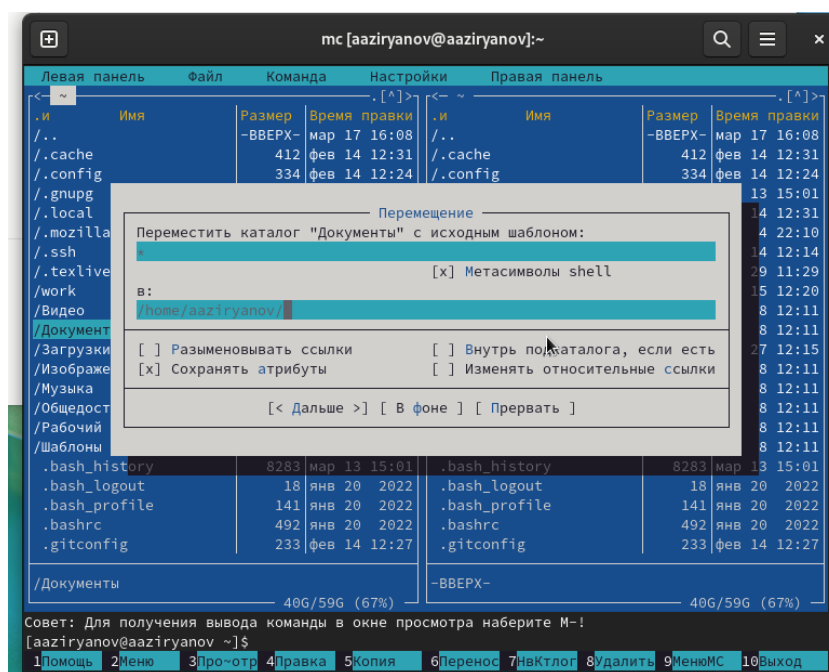 mc [aaziryanov@aaziryanov]:~
Левая панель Файл Команда Настройки Правая панель
<— ~ .[^]> <— ~ .[^]>
.и Имя Размер Время правки .и Имя Размер Время правки
/.. -ВВЕРХ- мар 17 16:08 /.. -ВВЕРХ- мар 17 16:08
/.cache 412 фев 14 12:31 /.cache 412 фев 14 12:31
/.config 334 фев 14 12:24 /.config 334 фев 14 12:24
/.gnupg 13 15:01
/.local 14 12:31
/.mozilla 4 22:10
/.ssh 14 12:14
/.texlive 29 11:29
/work 15 12:20
/Видео 8 12:11
/Документ 8 12:11
/Загрузки 27 12:15
/Изображе 8 12:11
/Музыка 8 12:11
/Общедост 8 12:11
/Рабочий 8 12:11
/Шаблоны 8 12:11
Перемещение
Переместить каталог "Документы" с исходным шаблоном:
*
[x] Метасимволы shell
в:
/home/aaziryanov/
[ ] Разыменовывать ссылки [ ] Внутрь подкаталога, если есть
[x] Сохранять атрибуты [ ] Изменять относительные ссылки
[< Дальше >] [ В фоне ] [ Прервать ]
.bash_history 8283 мар 13 15:01 .bash_history 8283 мар 13 15:01
.bash_logout 18 янв 20 2022 .bash_logout 18 янв 20 2022
.bash_profile 141 янв 20 2022 .bash_profile 141 янв 20 2022
.bashrc 492 янв 20 2022 .bashrc 492 янв 20 2022
.gitconfig 233 фев 14 12:27 .gitconfig 233 фев 14 12:27
/Документы -ВВЕРХ-
40G/59G (67%) 40G/59G (67%)
Совет: Для получения вывода команды в окне просмотра наберите M-!
[aaziryanov@aaziryanov ~]$
1Помощь 2Меню 3Про~отр 4Правка 5Копия 6Перенос 7НвКтлог 8Удалить 9МенюMC 10Выход